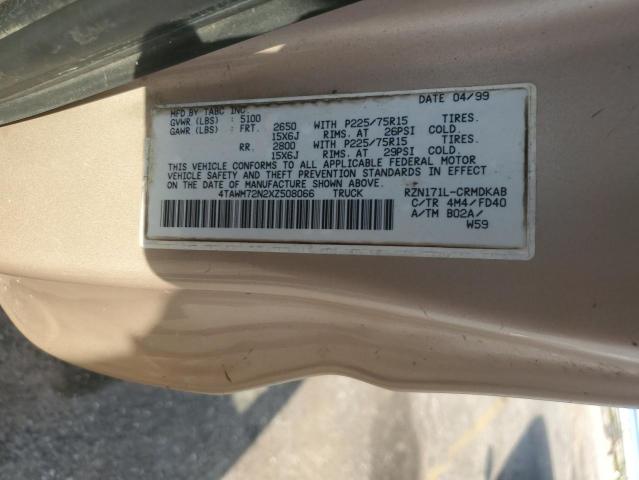 MFD BY TABC INC. DATE 04/99
GVWR (LBS) : 5100
GAWR (LBS) : FRT. 2650 WITH P225/75R15 TIRES.
15X6J RIMS. AT 26PSI COLD.
RR. 2800 WITH P225/75R15 TIRES.
15X6J RIMS. AT 29PSI COLD.
THIS VEHICLE CONFORMS TO ALL APPLICABLE FEDERAL MOTOR
VEHICLE SAFETY AND THEFT PREVENTION STANDARDS IN EFFECT
ON THE DATE OF MANUFACTURE SHOWN ABOVE.
4TAWM72N2XZ508066 TRUCK RZN171L-CRMDKAB
C/TR 4M4/FD40
A/TM B02A/
W59